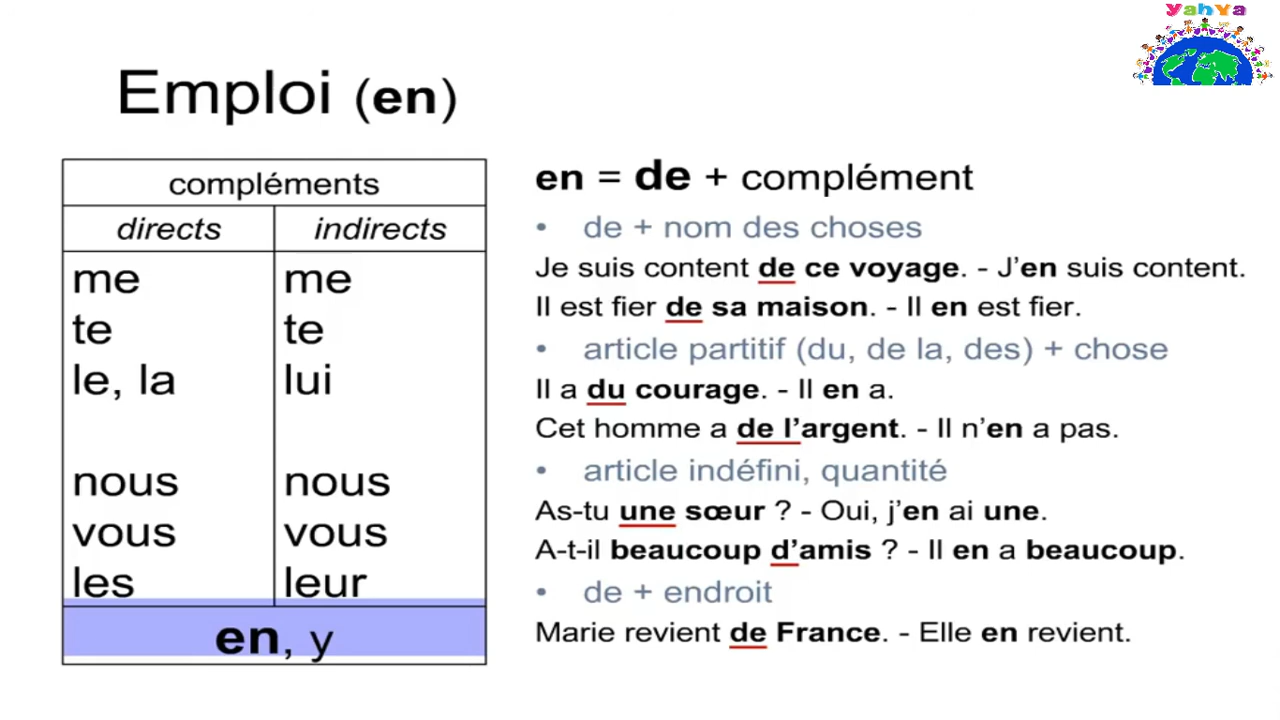 YahYa
Emploi (en)
compléments
directs indirects
me me
te te
le, la lui
nous nous
vous vous
les leur
en, y
en = de + complément
• de + nom des choses
Je suis content de ce voyage. - J’en suis content.
Il est fier de sa maison. - Il en est fier.
• article partitif (du, de la, des) + chose
Il a du courage. - Il en a.
Cet homme a de l’argent. - Il n’en a pas.
• article indéfini, quantité
As-tu une sœur ? - Oui, j’en ai une.
A-t-il beaucoup d’amis ? - Il en a beaucoup.
• de + endroit
Marie revient de France. - Elle en revient.